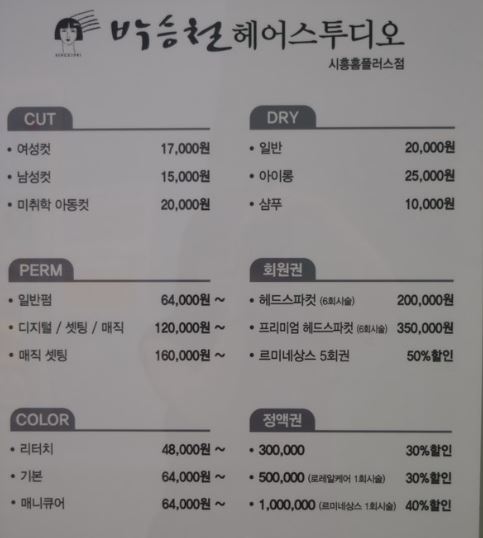 박승철헤어스투디오
SINCE1981
시흥홈플러스점
CUT
• 여성컷 17,000원
• 남성컷 15,000원
• 미취학 아동컷 20,000원
DRY
• 일반 20,000원
• 아이롱 25,000원
• 샴푸 10,000원
PERM
• 일반펌 64,000원 ~
• 디지털 / 셋팅 / 매직 120,000원 ~
• 매직 셋팅 160,000원 ~
회원권
• 헤드스파컷 (6회시술) 200,000원
• 프리미엄 헤드스파컷 (6회시술) 350,000원
• 르미네상스 5회권 50%할인
COLOR
• 리터치 48,000원 ~
• 기본 64,000원 ~
• 매니큐어 64,000원 ~
정액권
• 300,000 30%할인
• 500,000 (로레알케어 1회시술) 30%할인
• 1,000,000 (르미네상스 1회시술) 40%할인